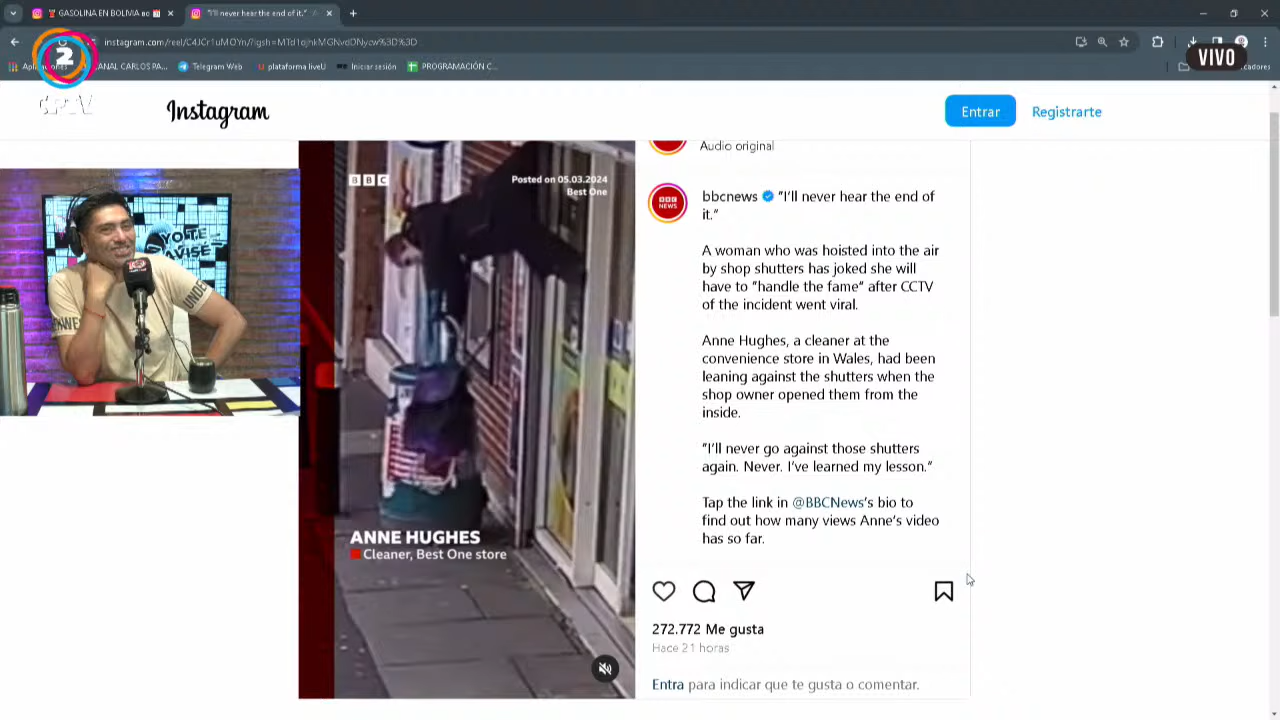 GASOLINA EN BOLIVIA
"I'll never hear the end of it."
instagram.com/reel/
CANAL CARLOS PA...
Telegram Web
plataforma liveU
Iniciar sesión
PROGRAMACIÓN C...
2
VIVO
Instagram
Entrar
Registrarte
Audio original
BBC
Posted on 05.03.2024
Best One
BBC
NEWS
bbcnews "I'll never hear the end of
it."
A woman who was hoisted into the air
by shop shutters has joked she will
have to "handle the fame" after CCTV
of the incident went viral.
Anne Hughes, a cleaner at the
convenience store in Wales, had been
leaning against the shutters when the
shop owner opened them from the
inside.
"I'll never go against those shutters
again. Never. I've learned my lesson."
Tap the link in @BBCNews's bio to
find out how many views Anne's video
has so far.
ANNE HUGHES
Cleaner, Best One store
272.772 Me gusta
Hace 21 horas
Entra para indicar que te gusta o comentar.